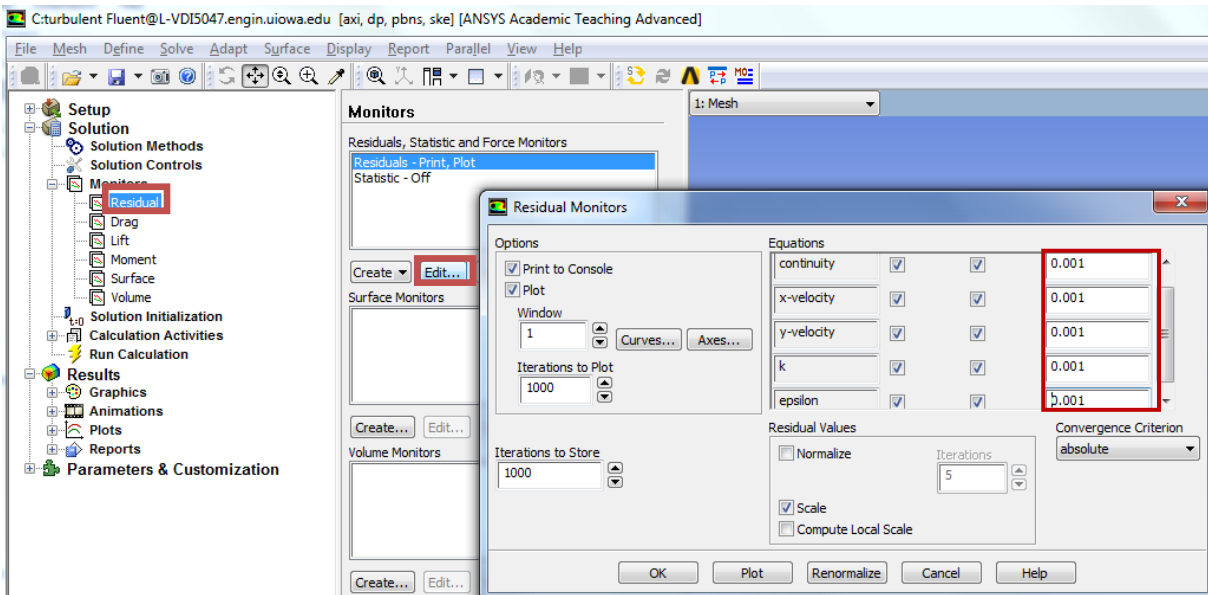 C:turbulent Fluent@L-VDI5047.engin.uiowa.edu [axi, dp, pbns, ske] [ANSYS Academic Teaching Advanced]
File Mesh Define Solve Adapt Surface Display Report Parallel View Help
Setup
Solution
Solution Methods
Solution Controls
Monitors
Residual
Drag
Lift
Moment
Surface
Volume
Solution Initialization
Calculation Activities
Run Calculation
Results
Graphics
Animations
Plots
Reports
Parameters & Customization
Monitors
Residuals, Statistic and Force Monitors
Residuals - Print, Plot
Statistic - Off
Create Edit...
Surface Monitors
Create... Edit...
Volume Monitors
Create... Edit...
1: Mesh
Residual Monitors
Options
Print to Console
Plot
Window
1 Curves... Axes...
Iterations to Plot
1000
Iterations to Store
1000
Equations
continuity 0.001
x-velocity 0.001
y-velocity 0.001
k 0.001
epsilon 0.001
Residual Values
Normalize
Iterations
5
Scale
Compute Local Scale
Convergence Criterion
absolute
OK Plot Renormalize Cancel Help